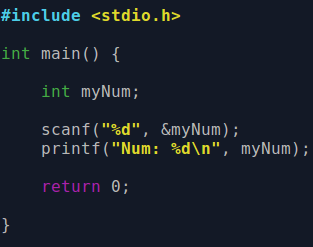 #include <stdio.h>
int main() {
int myNum;
scanf("%d", &myNum);
printf("Num: %d\n", myNum);
return 0;
}